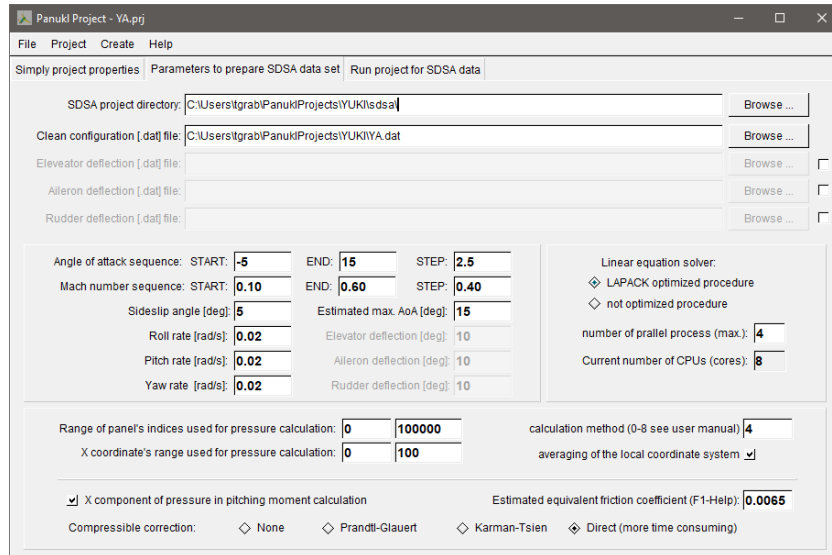 Panukl Project - YA.prj
File Project Create Help
Simply project properties Parameters to prepare SDSA data set Run project for SDSA data
SDSA project directory: C:\Users\tgrab\PanuklProjects\YUKI\sdsa\ Browse ...
Clean configuration [.dat] file: C:\Users\tgrab\PanuklProjects\YUKI\YA.dat Browse ...
Eleveator deflection [.dat] file: Browse ...
Aileron deflection [.dat] file: Browse ...
Rudder deflection [.dat] file: Browse ...
Angle of attack sequence: START: -5 END: 15 STEP: 2.5
Mach number sequence: START: 0.10 END: 0.60 STEP: 0.40
Sideslip angle [deg]: 5 Estimated max. AoA [deg]: 15
Roll rate [rad/s]: 0.02 Elevator deflection [deg]: 10
Pitch rate [rad/s]: 0.02 Aileron deflection [deg]: 10
Yaw rate [rad/s]: 0.02 Rudder deflection [deg]: 10
Linear equation solver:
LAPACK optimized procedure
not optimized procedure
number of prallel process (max.): 4
Current number of CPUs (cores): 8
Range of panel's indices used for pressure calculation: 0 100000 calculation method (0-8 see user manual) 4
X coordinate's range used for pressure calculation: 0 100 averaging of the local coordinate system
X component of pressure in pitching moment calculation Estimated equivalent friction coefficient (F1-Help): 0.0065
Compressible correction: None Prandtl-Glauert Karman-Tsien Direct (more time consuming)